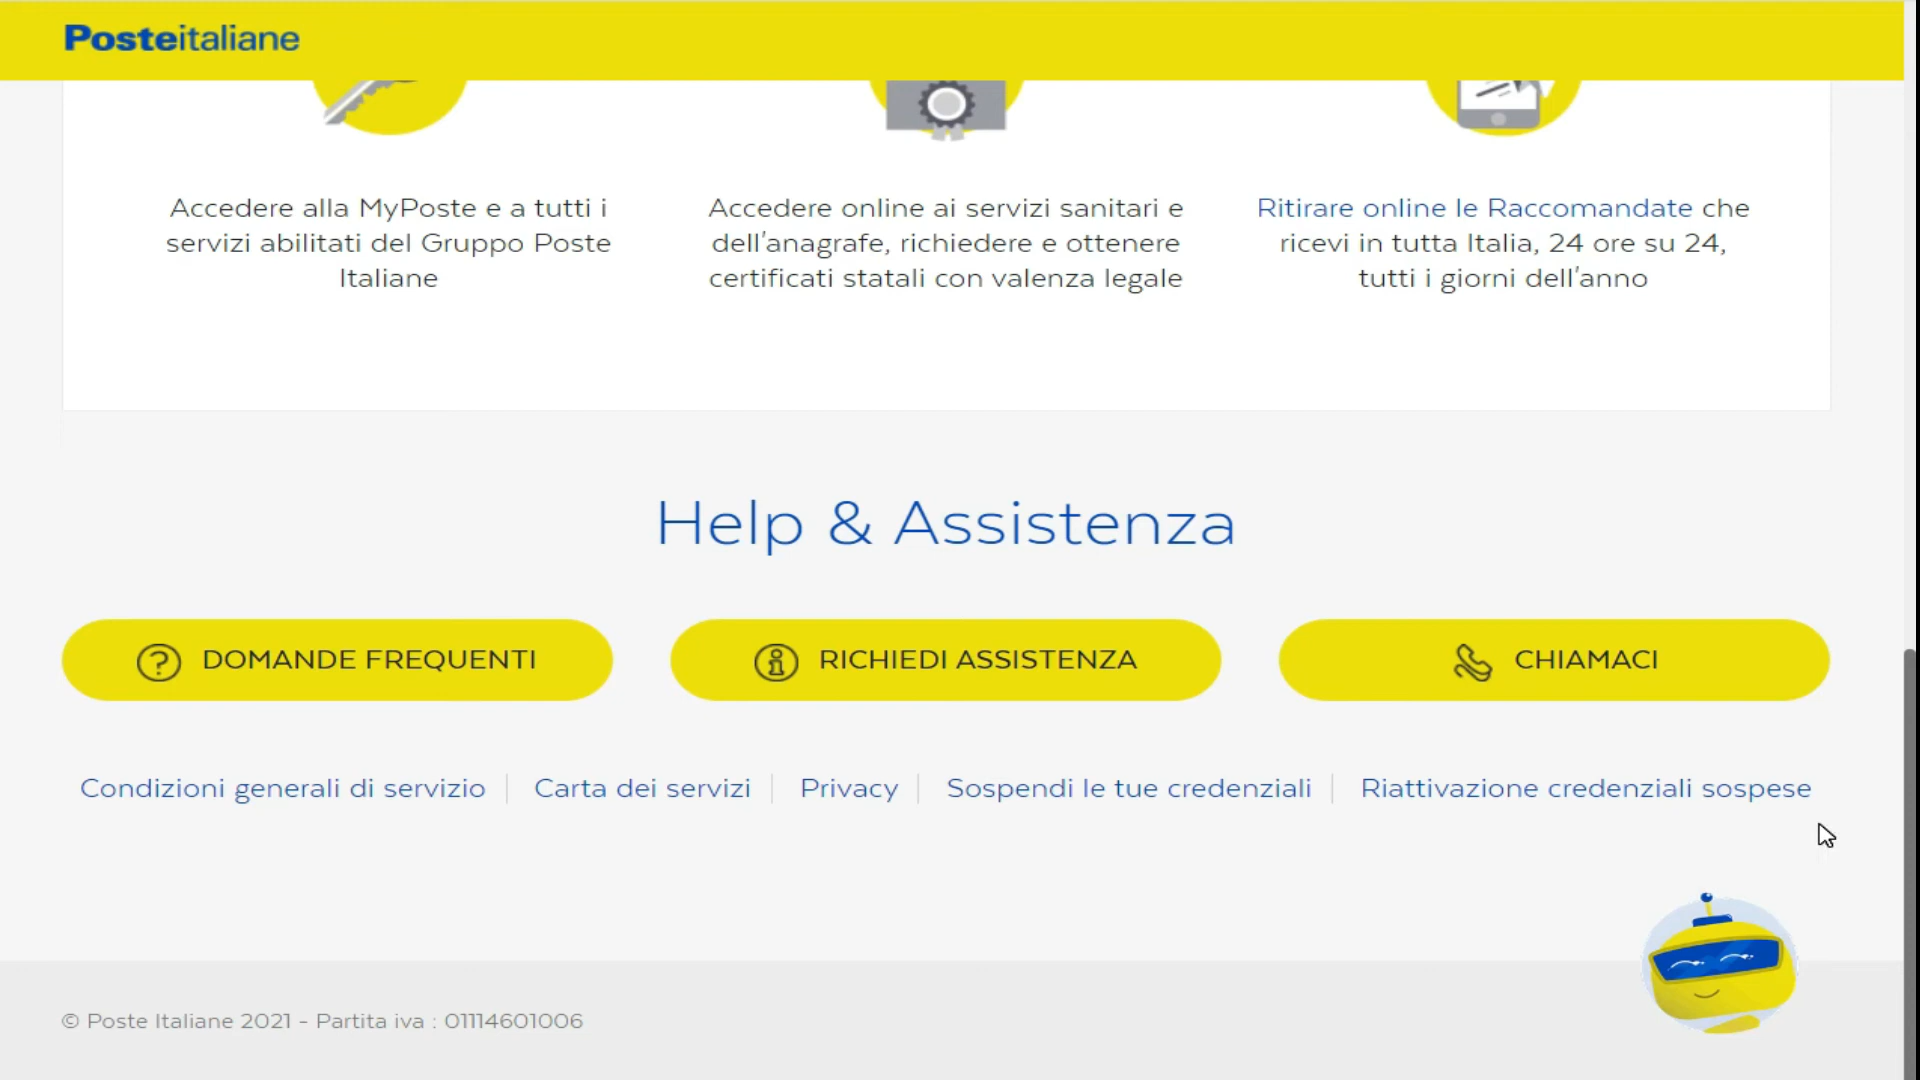 Posteitaliane
Accedere alla MyPoste e a tutti i
servizi abilitati del Gruppo Poste
Italiane
Accedere online ai servizi sanitari e
dell'anagrafe, richiedere e ottenere
certificati statali con valenza legale
Ritirare online le Raccomandate che
ricevi in tutta Italia, 24 ore su 24,
tutti i giorni dell'anno
Help & Assistenza
DOMANDE FREQUENTI
RICHIEDI ASSISTENZA
CHIAMACI
Condizioni generali di servizio
Carta dei servizi
Privacy
Sospendi le tue credenziali
Riattivazione credenziali sospese
© Poste Italiane 2021 - Partita iva : 01114601006